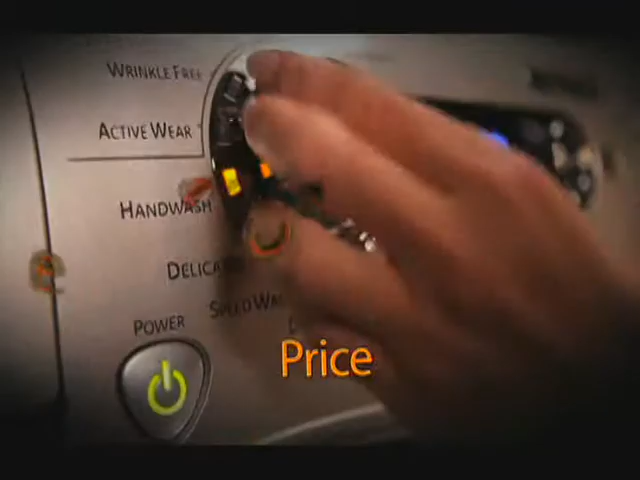 WRINKLE FREE
ACTIVE WEAR
HANDWASH
POWER
Price